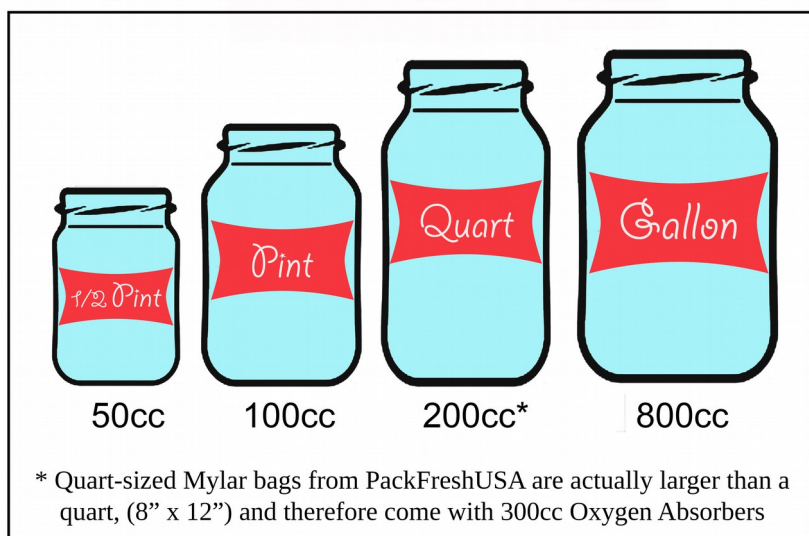 1/2 Pint
Pint
Quart
Gallon
50cc
100cc
200cc*
800cc
* Quart-sized Mylar bags from PackFreshUSA are actually larger than a
quart, (8” x 12”) and therefore come with 300cc Oxygen Absorbers